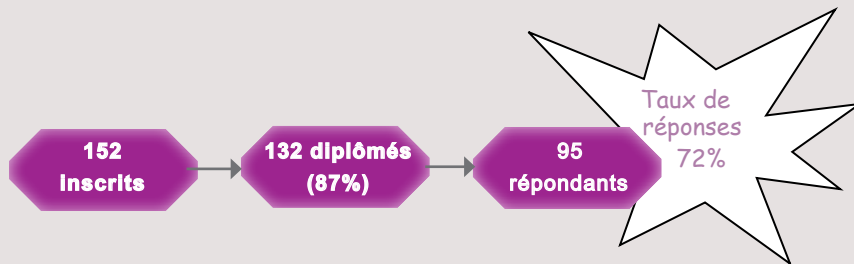 152
Inscrits
132 diplômés
(87%)
95
répondants
Taux de
réponses
72%